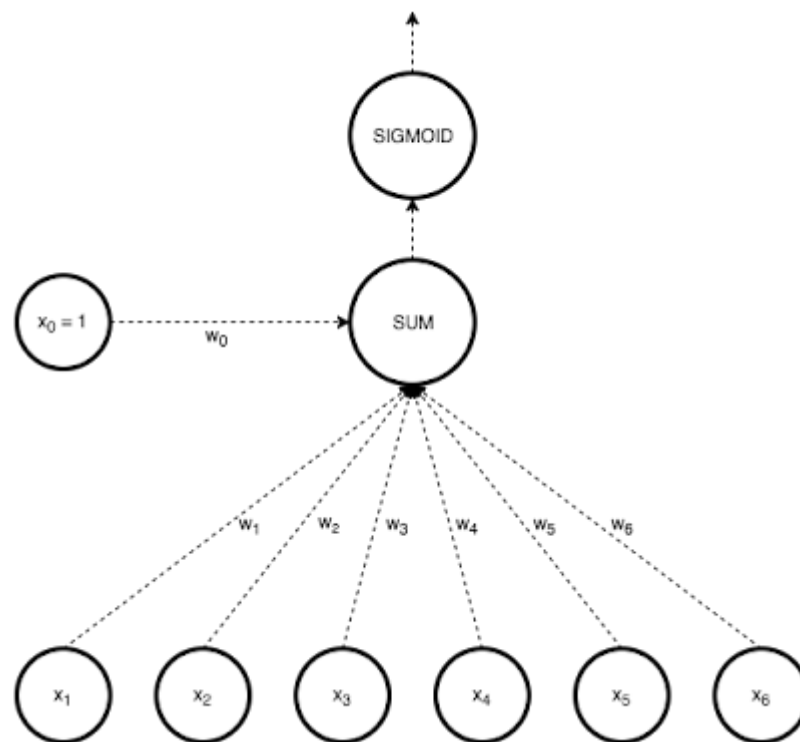 SIGMOID
x₀ = 1
SUM
w₀
w₁ w₂ w₃ w₄ w₅ w₆
x₁ x₂ x₃ x₄ x₅ x₆